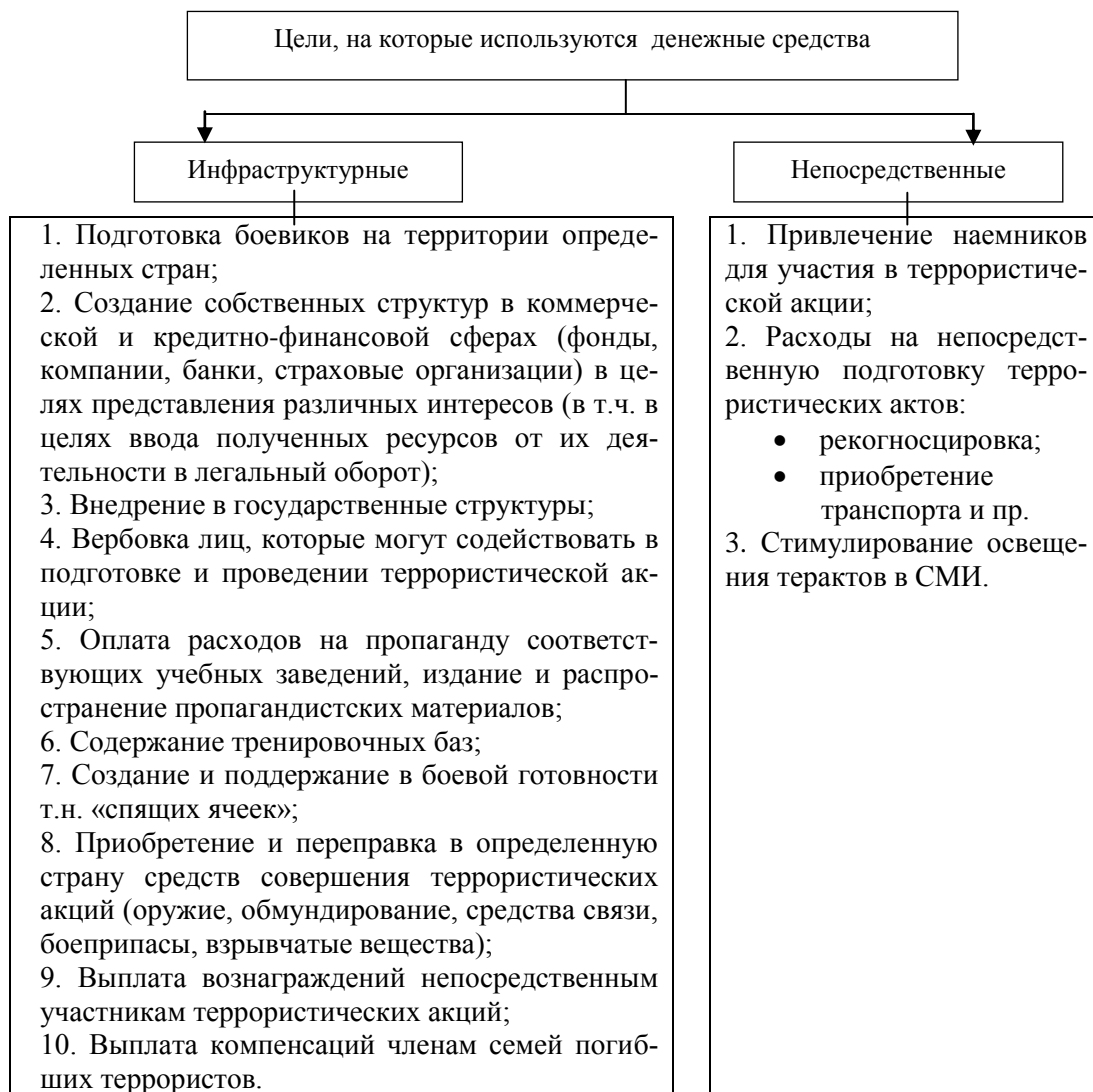 Цели, на которые используются  денежные средства
Инфраструктурные
Непосредственные
1. Подготовка боевиков на территории опреде-
ленных стран;
2. Создание собственных структур в коммерче-
ской и кредитно-финансовой сферах (фонды,
компании, банки, страховые организации) в це-
лях представления различных интересов (в т.ч. в
целях ввода полученных ресурсов от их дея-
тельности в легальный оборот);
3. Внедрение в государственные структуры;
4. Вербовка лиц, которые могут содействовать в
подготовке и проведении террористической ак-
ции;
5. Оплата расходов на пропаганду соответст-
вующих учебных заведений, издание и распро-
странение пропагандистских материалов;
6. Содержание тренировочных баз;
7. Создание и поддержание в боевой готовности
т.н. «спящих ячеек»;
8. Приобретение и переправка в определенную
страну средств совершения террористических
акций (оружие, обмундирование, средства связи,
боеприпасы, взрывчатые вещества);
9. Выплата вознаграждений непосредственным
участникам террористических акций;
10. Выплата компенсаций членам семей погиб-
ших террористов.
1. Привлечение наемников
для участия в террористиче-
ской акции;
2. Расходы на непосредст-
венную подготовку терро-
ристических актов:
• рекогносцировка;
• приобретение
транспорта и пр.
3. Стимулирование освеще-
ния терактов в СМИ.